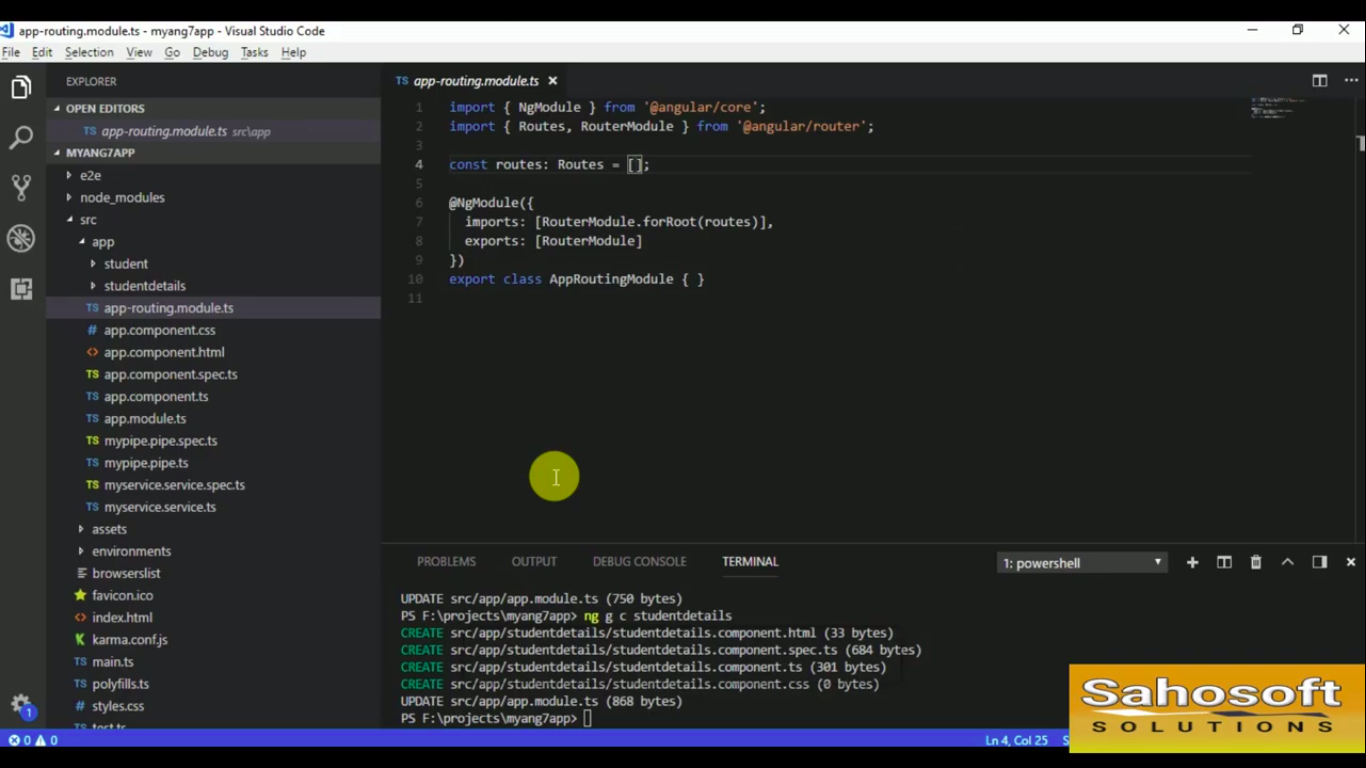 app-routing.module.ts - myang7app - Visual Studio Code
File Edit Selection View Go Debug Tasks Help
EXPLORER
OPEN EDITORS
TS app-routing.module.ts src\app
MYANG7APP
e2e
node_modules
src
app
student
studentdetails
TS app-routing.module.ts
# app.component.css
<> app.component.html
TS app.component.spec.ts
TS app.component.ts
TS app.module.ts
TS mypipe.pipe.spec.ts
TS mypipe.pipe.ts
TS myservice.service.spec.ts
TS myservice.service.ts
assets
environments
browserslist
favicon.ico
<> index.html
karma.conf.js
TS main.ts
TS polyfills.ts
# styles.css
TS test.ts
1
0 0
TS app-routing.module.ts
1 import { NgModule } from '@angular/core';
2 import { Routes, RouterModule } from '@angular/router';
3
4 const routes: Routes = [];
5
6 @NgModule({
7 imports: [RouterModule.forRoot(routes)],
8 exports: [RouterModule]
9 })
10 export class AppRoutingModule { }
11
PROBLEMS OUTPUT DEBUG CONSOLE TERMINAL 1: powershell
UPDATE src/app/app.module.ts (750 bytes)
PS F:\projects\myang7app> ng g c studentdetails
CREATE src/app/studentdetails/studentdetails.component.html (33 bytes)
CREATE src/app/studentdetails/studentdetails.component.spec.ts (684 bytes)
CREATE src/app/studentdetails/studentdetails.component.ts (301 bytes)
CREATE src/app/studentdetails/studentdetails.component.css (0 bytes)
UPDATE src/app/app.module.ts (868 bytes)
PS F:\projects\myang7app>
Ln 4, Col 25
Sahosoft
SOLUTIONS